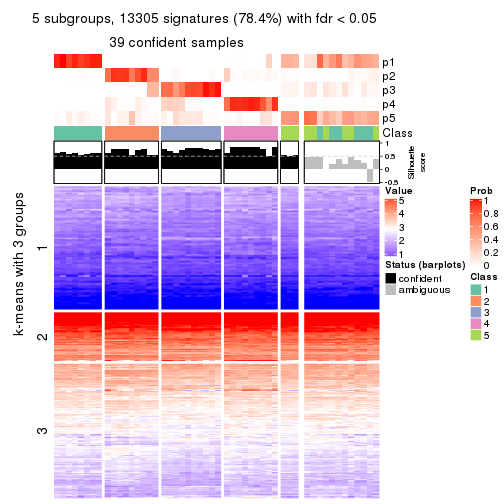 5 subgroups, 13305 signatures (78.4%) with fdr < 0.05
39 confident samples
p1
p2
p3
p4
p5
Class
1
0.5
0
-0.5
Silhouette
score
k-means with 3 groups
1
2
3
Value
5
4
3
2
1
Status (barplots)
confident
ambiguous
Prob
1
0.8
0.6
0.4
0.2
0
Class
1
2
3
4
5